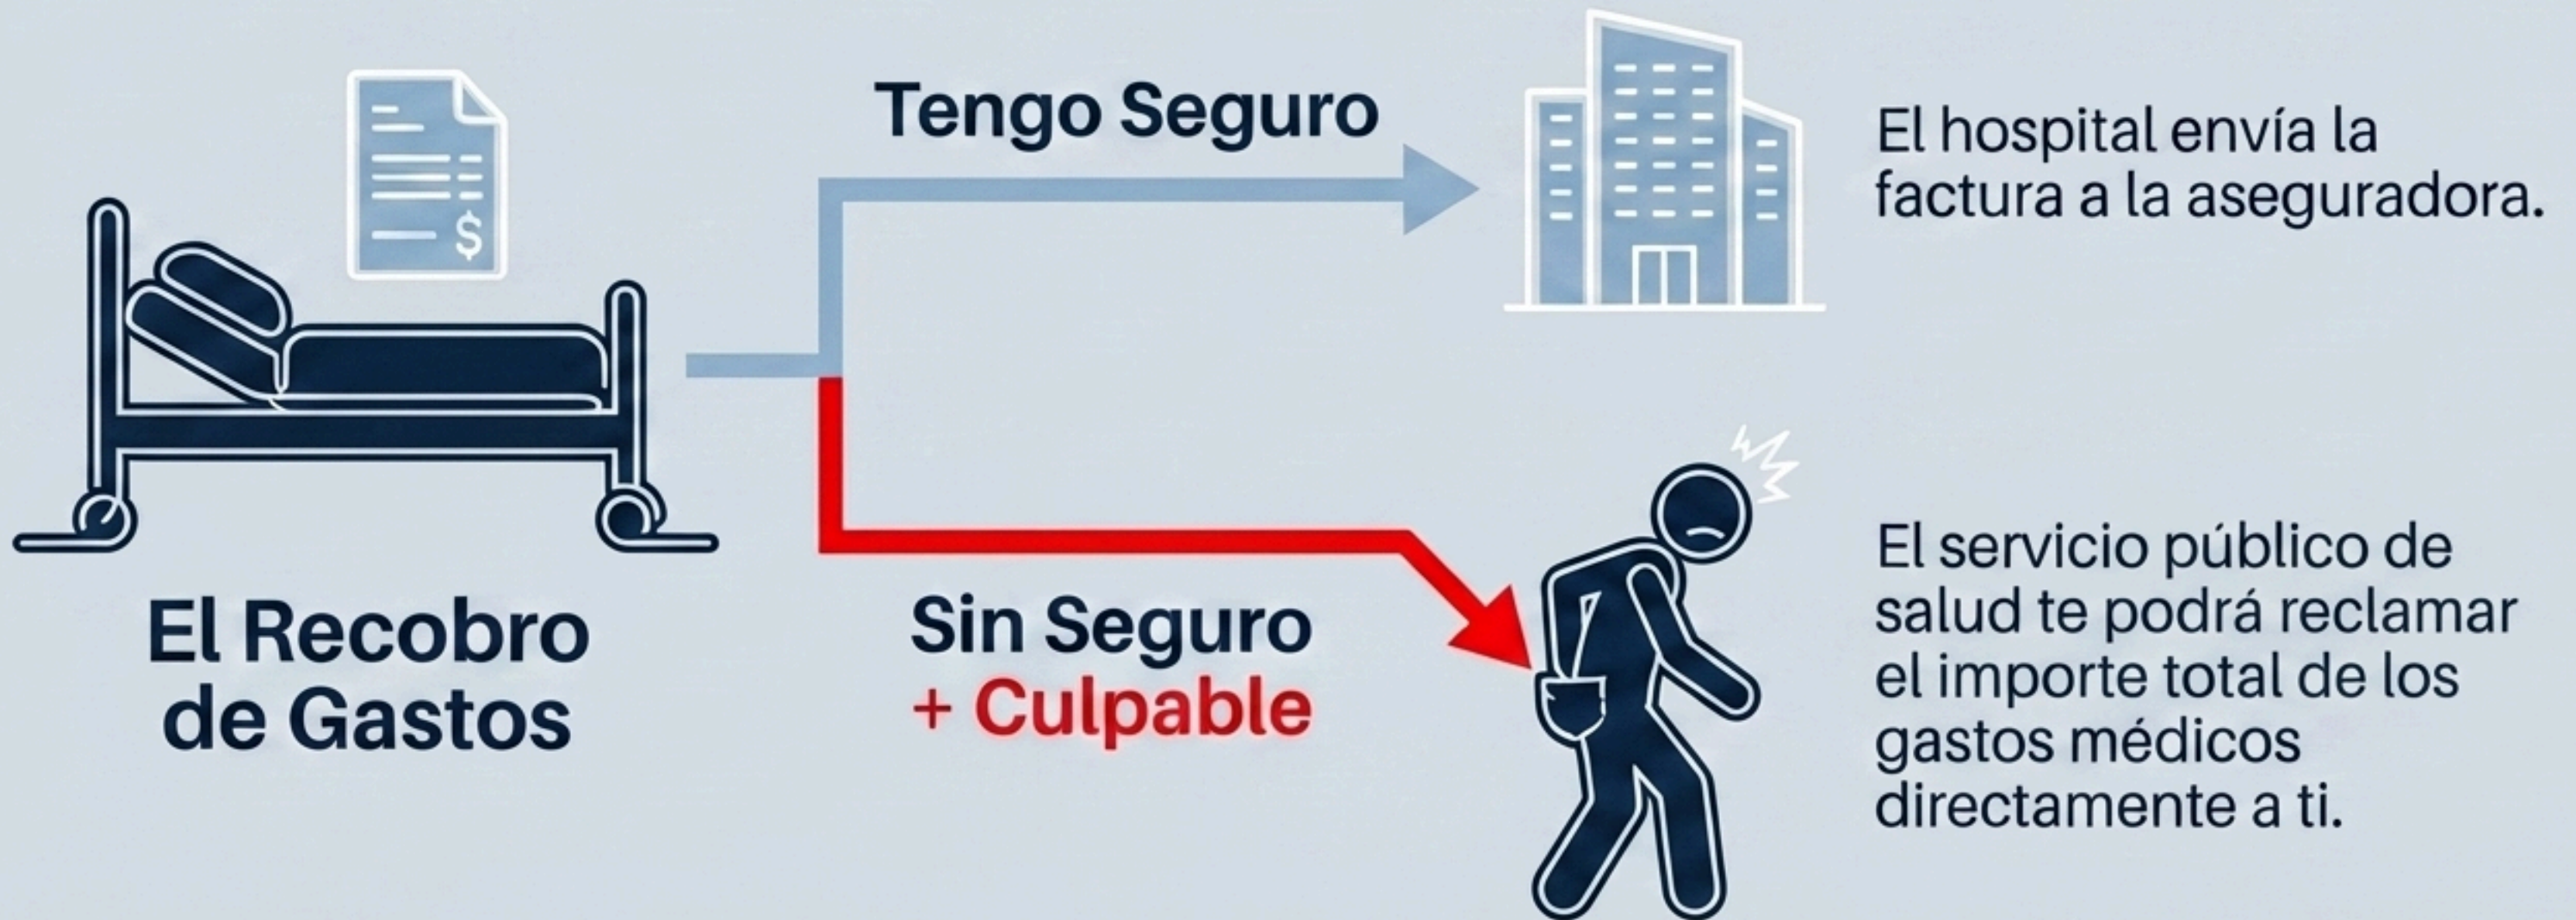 Tengo Seguro
El hospital envía la
factura a la aseguradora.
$
El Recobro
de Gastos
Sin Seguro
+ Culpable
El servicio público de
salud te podrá reclamar
el importe total de los
gastos médicos
directamente a ti.